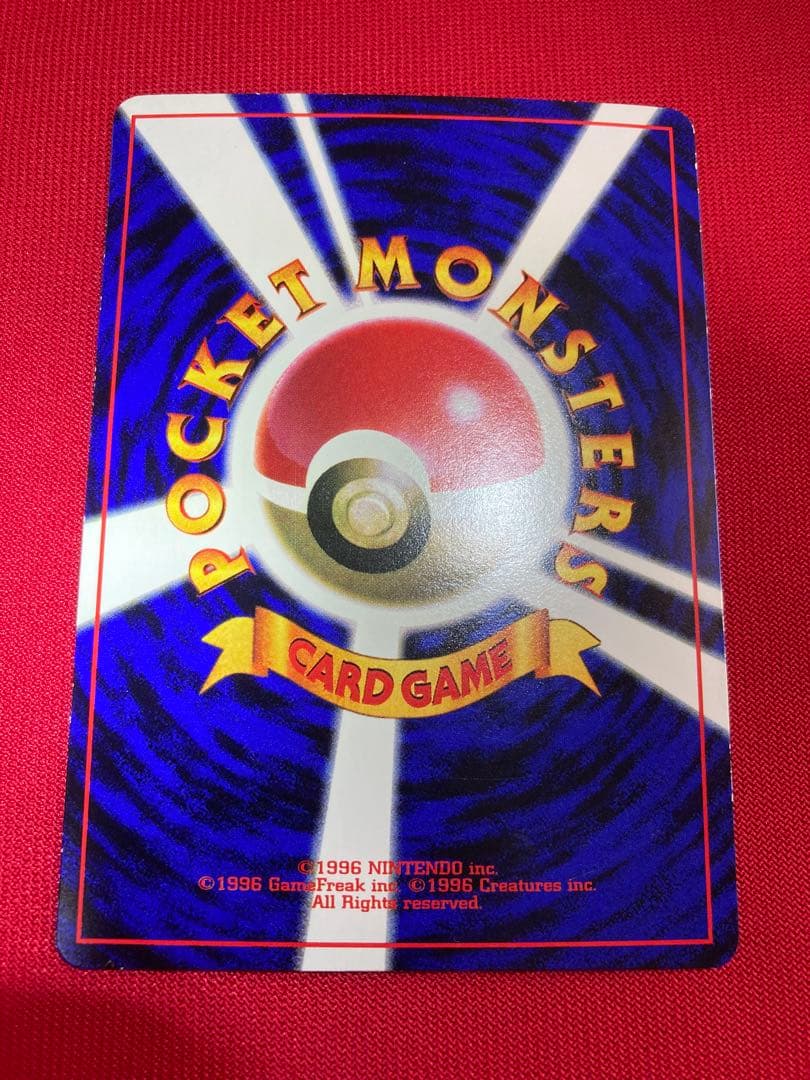 POCKET MONSTERS
CARD GAME
©1996 NINTENDO inc.
©1996 GameFreak inc. ©1996 Creatures inc.
All Rights reserved.